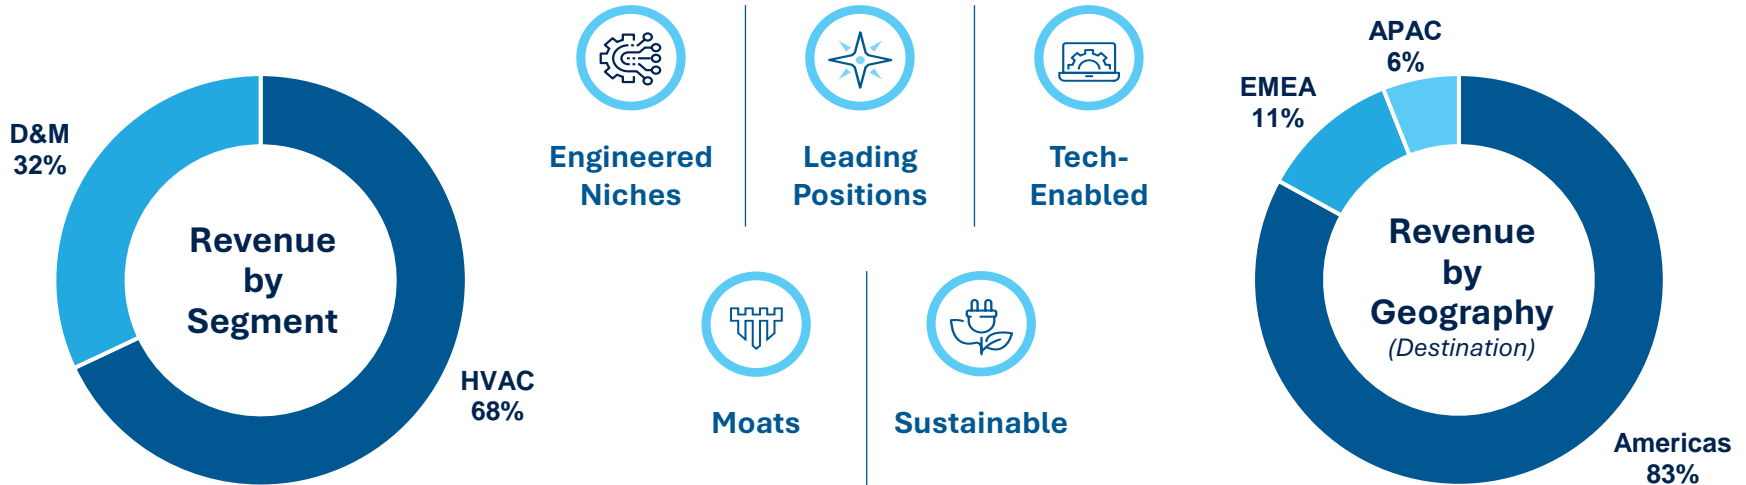 D&M
32%
Revenue
by
Segment
HVAC
68%
Engineered
Niches
Leading
Positions
Tech-
Enabled
Moats
Sustainable
APAC
6%
EMEA
11%
Revenue
by
Geography
(Destination)
Americas
83%